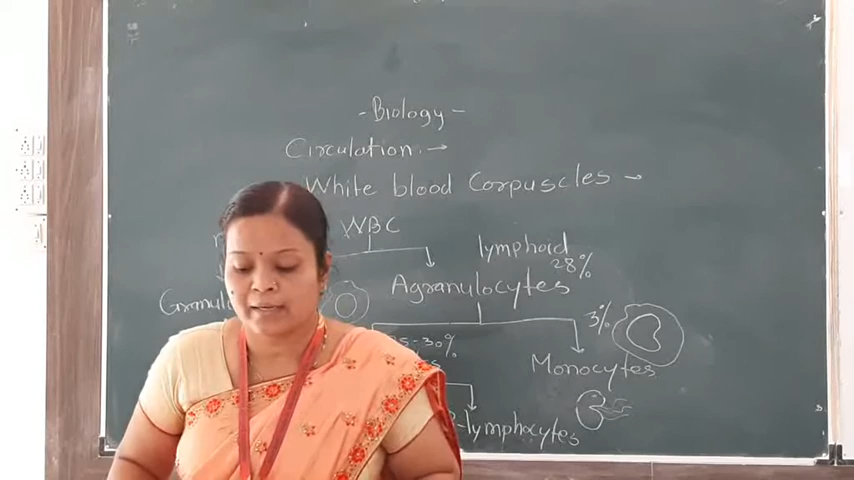 - Biology -
Circulation. →
White blood Corpuscles →
WBC
lymphoid
28%
Agranulocytes
3%
Monocytes
B-lymphocytes